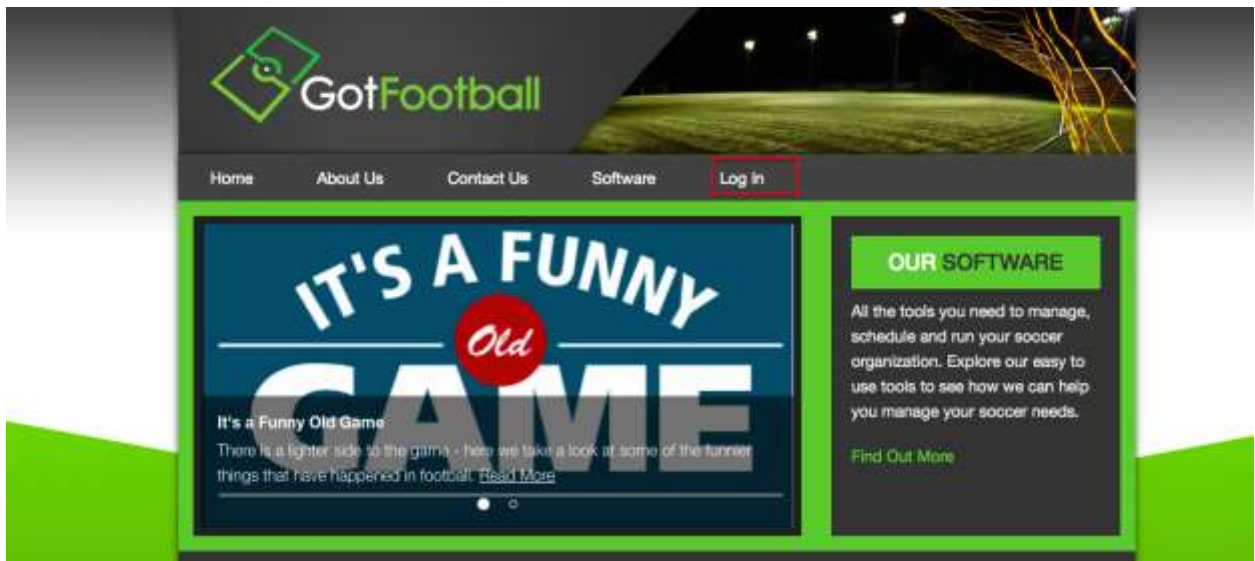 GotFootball
Home About Us Contact Us Software Log In
IT'S A FUNNY
Old
GAME
It's a Funny Old Game
There is a lighter side to the game - here we take a look at some of the funnier
things that have happened in football. Read More
OUR SOFTWARE
All the tools you need to manage,
schedule and run your soccer
organization. Explore our easy to
use tools to see how we can help
you manage your soccer needs.
Find Out More